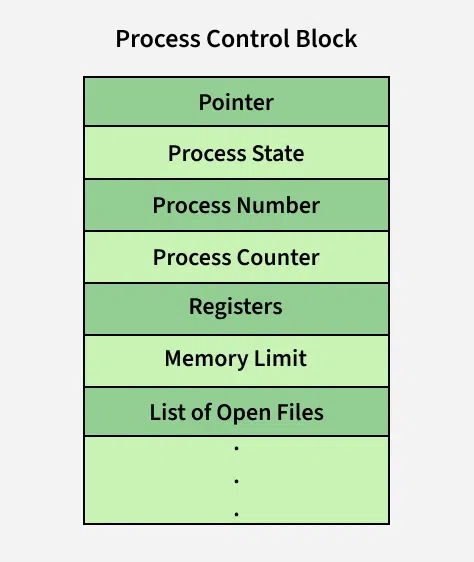 Process Control Block
Pointer
Process State
Process Number
Process Counter
Registers
Memory Limit
List of Open Files
.
.
.